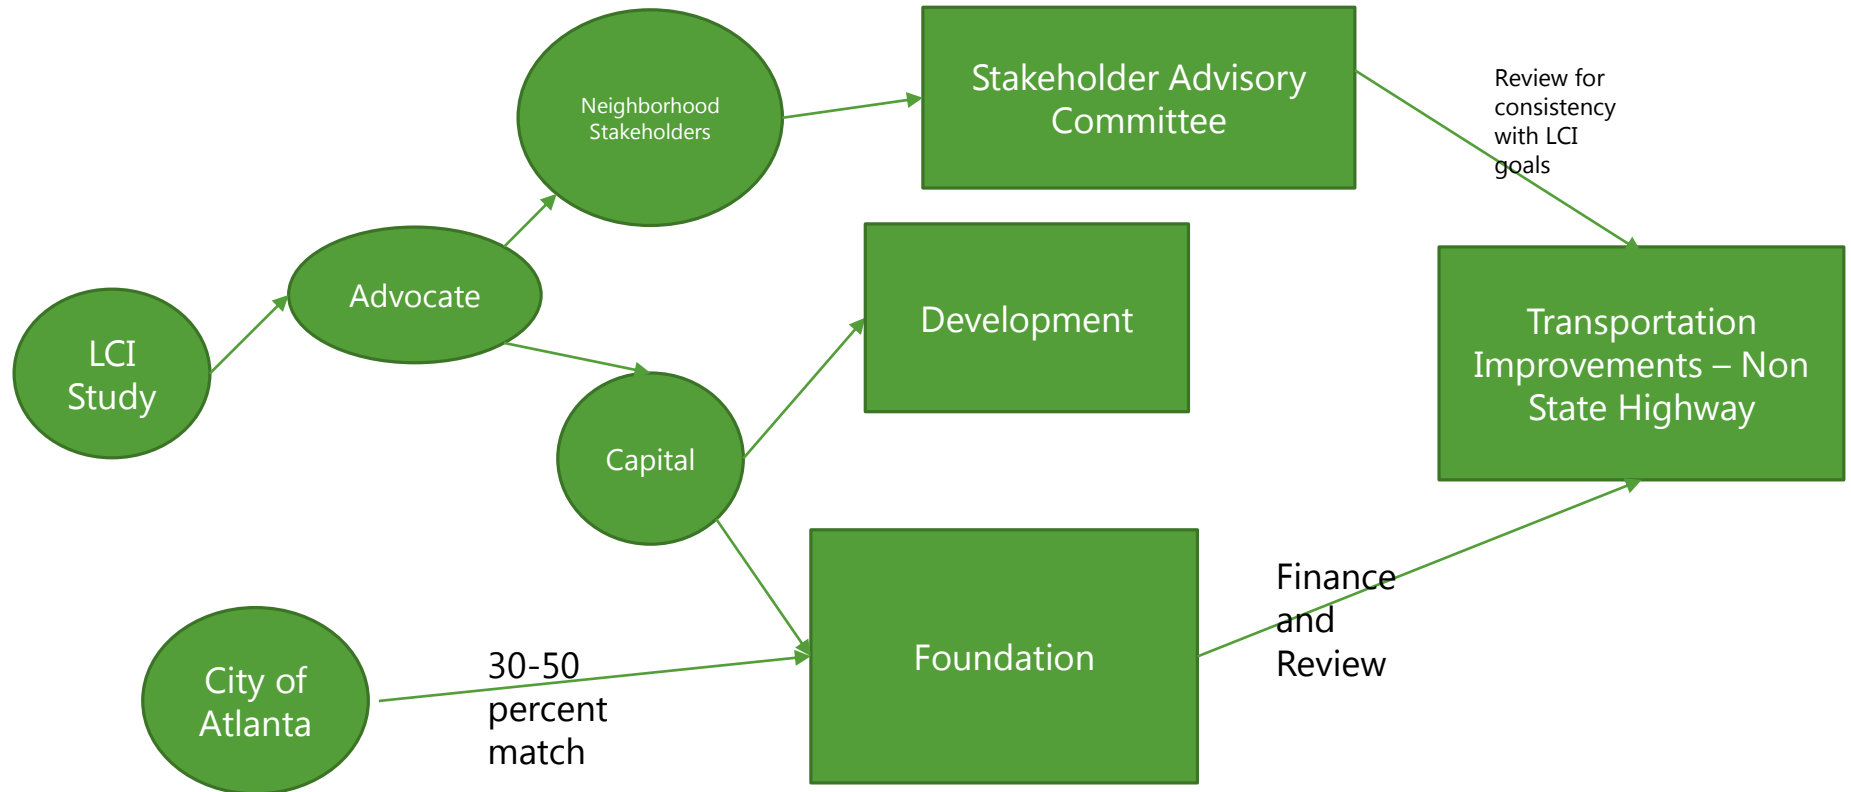 Neighborhood
Stakeholders
Stakeholder Advisory
Committee
Review for
consistency
with LCI
goals
Advocate
LCI
Study
Development
Transportation
Improvements – Non
State Highway
Capital
City of
Atlanta
30-50
percent
match
Foundation
Finance
and
Review